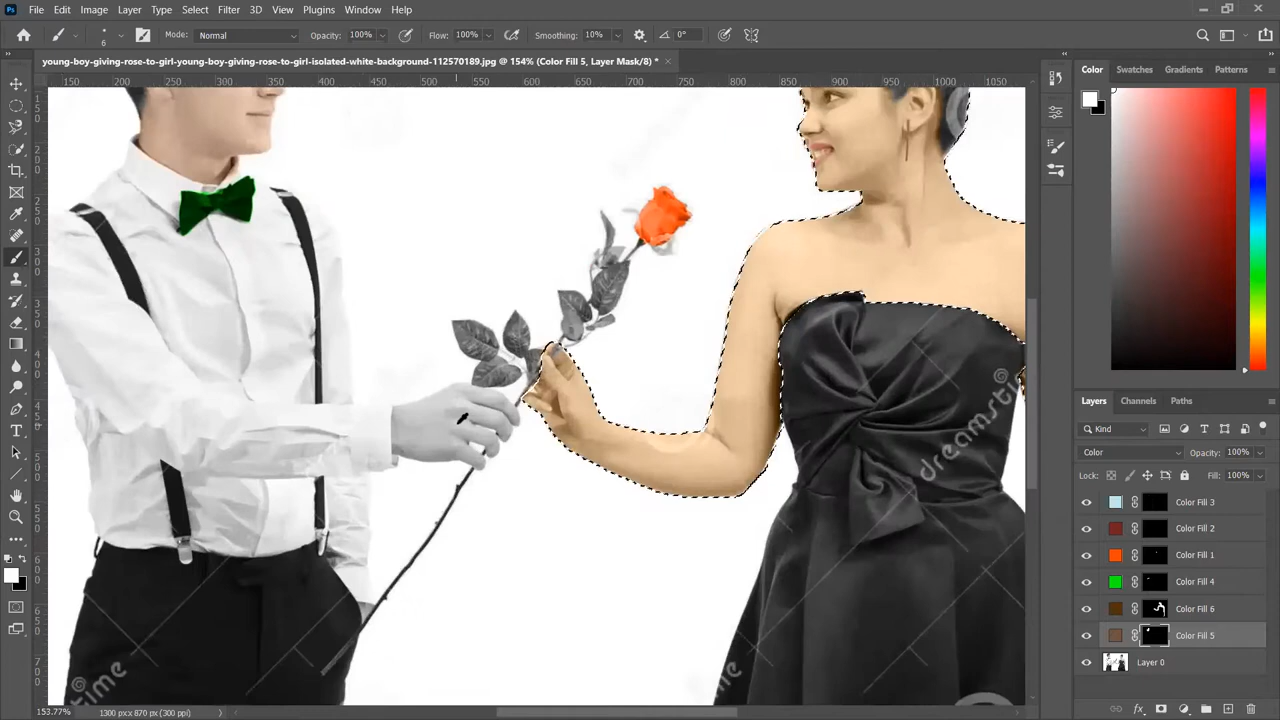 Ps File Edit Image Layer Type Select Filter 3D View Plugins Window Help
6 Mode: Normal Opacity: 100% Flow: 100% Smoothing: 10% 0°
young-boy-giving-rose-to-girl-young-boy-giving-rose-to-girl-isolated-white-background-112570189.jpg @ 154% (Color Fill 5, Layer Mask/8) *
200 250 300 350 400 450 500 550 600 650 700 750 800 850 900 950 1000 1050
Color Swatches Gradients Patterns
dreamstime
Layers Channels Paths
Kind
Color Opacity: 100%
Lock: Fill: 100%
Color Fill 3
Color Fill 2
Color Fill 1
Color Fill 4
Color Fill 6
Color Fill 5
Layer 0
time
153.77% 1300 px x 870 px (300 ppi)